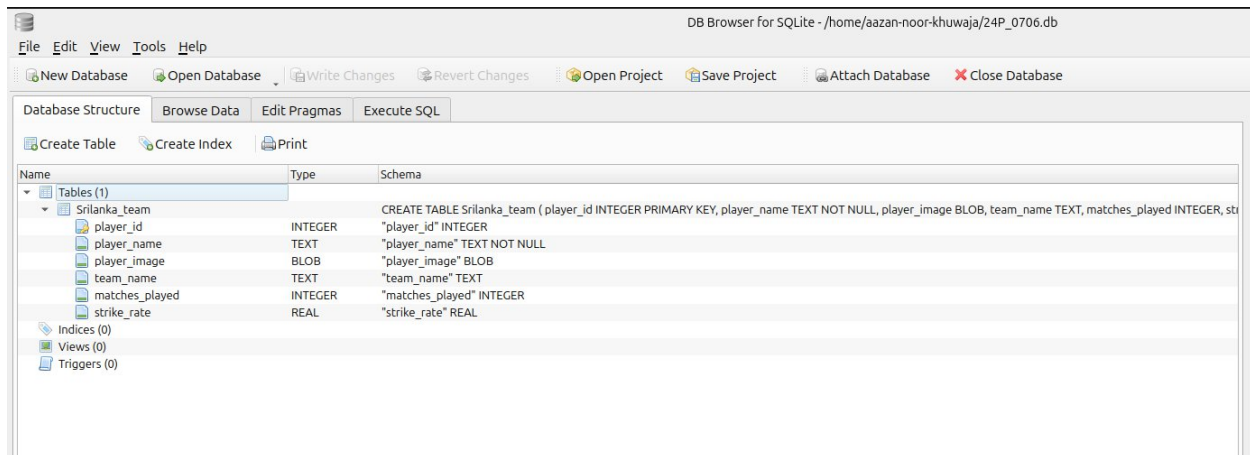 DB Browser for SQLite - /home/aazan-noor-khuwaja/24P_0706.db
File Edit View Tools Help
New Database Open Database Write Changes Revert Changes Open Project Save Project Attach Database Close Database
Database Structure Browse Data Edit Pragmas Execute SQL
Create Table Create Index Print
Name Type Schema
Tables (1)
Srilanka_team CREATE TABLE Srilanka_team ( player_id INTEGER PRIMARY KEY, player_name TEXT NOT NULL, player_image BLOB, team_name TEXT, matches_played INTEGER,
player_id INTEGER "player_id" INTEGER
player_name TEXT "player_name" TEXT NOT NULL
player_image BLOB "player_image" BLOB
team_name TEXT "team_name" TEXT
matches_played INTEGER "matches_played" INTEGER
strike_rate REAL "strike_rate" REAL
Indices (0)
Views (0)
Triggers (0)